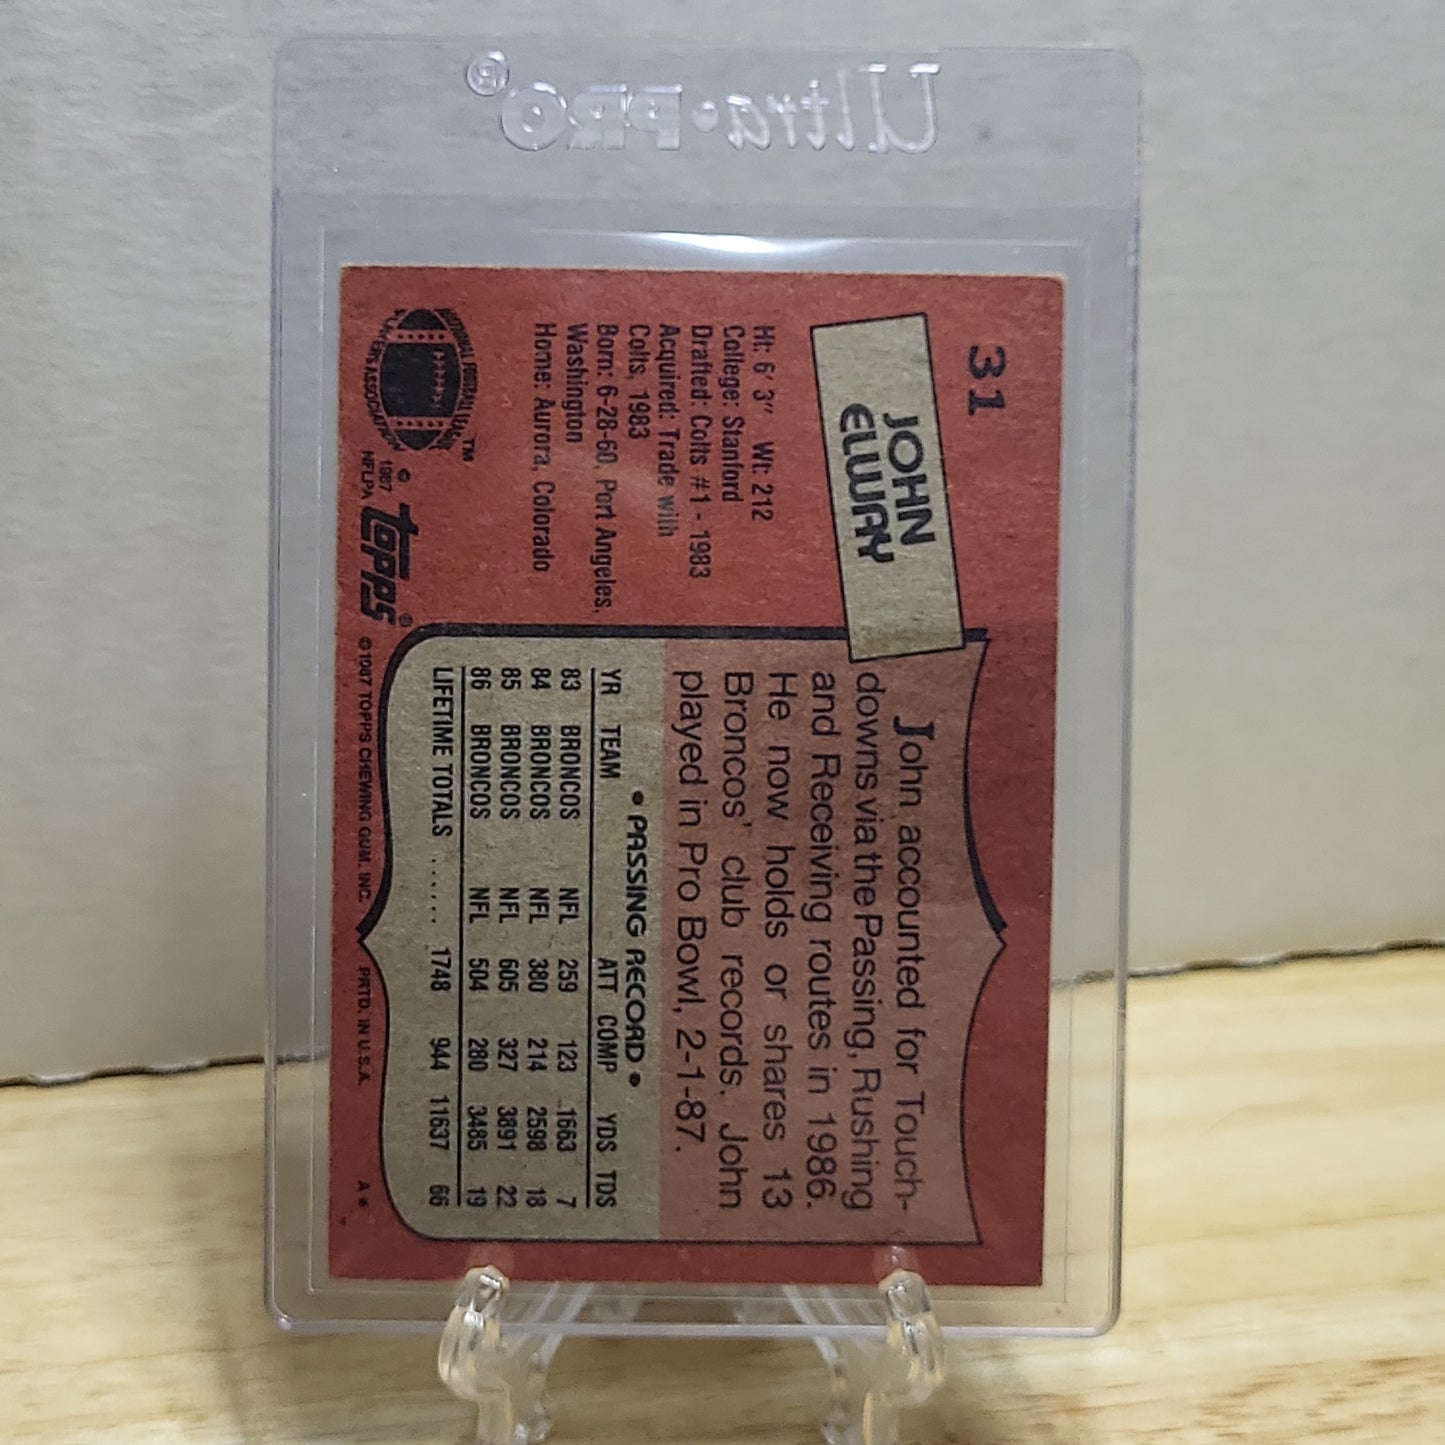 Ultra•PRO®
31
JOHN
ELWAY
Ht: 6'3" Wt: 212
College: Stanford
Drafted: Colts #1 - 1983
Acquired: Trade with
Colts, 1983
Born: 6-28-60, Port Angeles,
Washington
Home: Aurora, Colorado
John accounted for Touch-
downs via the Passing, Rushing
and Receiving routes in 1986.
He now holds or shares 13
Broncos' club records. John
played in Pro Bowl, 2-1-87.
• PASSING RECORD •
YR TEAM ATT COMP YDS TDS
83 BRONCOS NFL 259 123 1663 7
84 BRONCOS NFL 380 214 2598 18
85 BRONCOS NFL 605 327 3891 22
86 BRONCOS NFL 504 280 3485 19
LIFETIME TOTALS ...... 1748 944 11637 66
NATIONAL FOOTBALL LEAGUE
PLAYERS ASSOCIATION
™
© 1987
NFLPA
topps®
©1987 TOPPS CHEWING GUM, INC. PRTD. IN U.S.A. A*